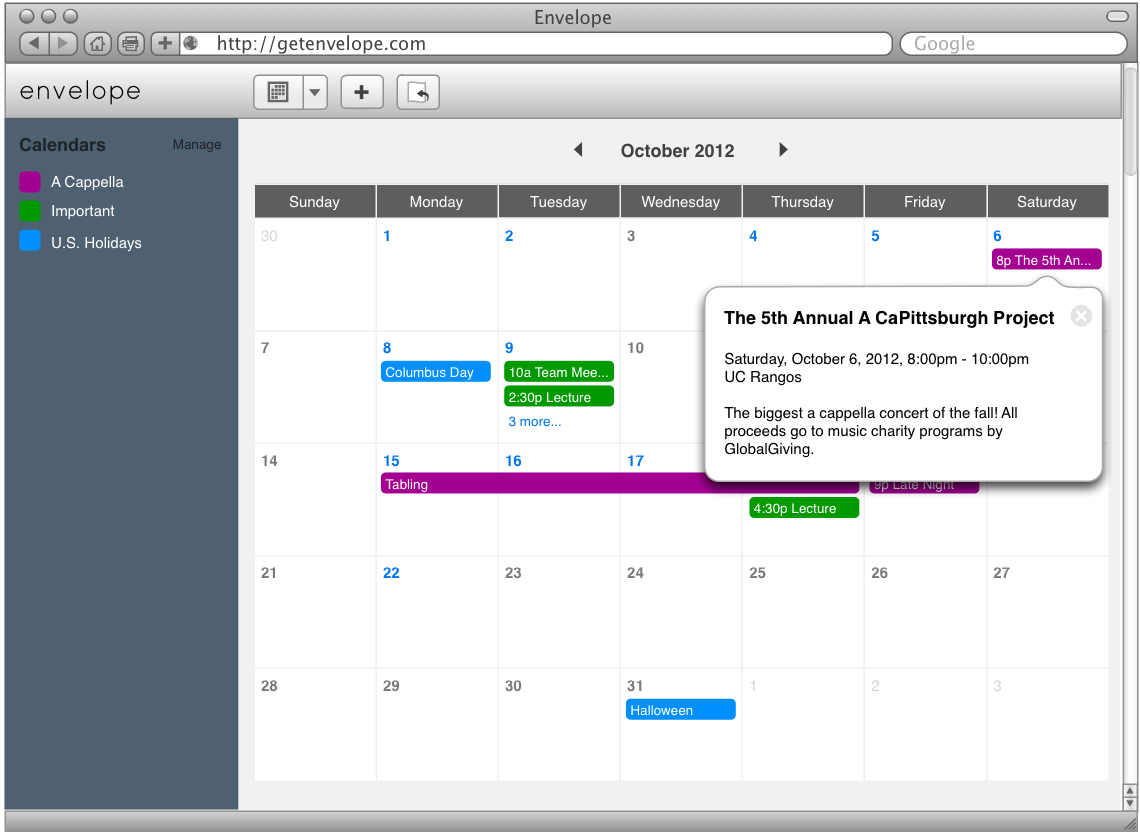 Envelope
http://getenvelope.com
Google
envelope
Calendars
Manage
A Cappella
Important
U.S. Holidays
October 2012
Sunday Monday Tuesday Wednesday Thursday Friday Saturday
30 1 2 3 4 5 6
8p The 5th An...
The 5th Annual A CaPittsburgh Project
Saturday, October 6, 2012, 8:00pm - 10:00pm
UC Rangos
The biggest a cappella concert of the fall! All
proceeds go to music charity programs by
GlobalGiving.
7 8 9 10
Columbus Day 10a Team Mee...
2:30p Lecture
3 more...
14 15 16 17
Tabling 9p Late Night
4:30p Lecture
21 22 23 24 25 26 27
28 29 30 31 1 2 3
Halloween